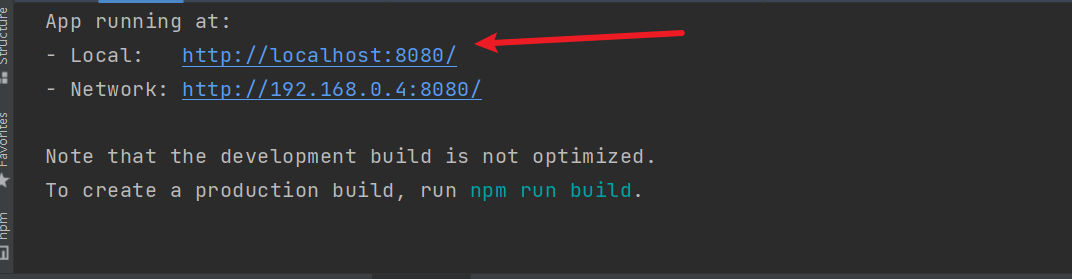 App running at:
- Local:   http://localhost:8080/
- Network: http://192.168.0.4:8080/
Note that the development build is not optimized.
To create a production build, run npm run build.
Structure
Favorites
npm